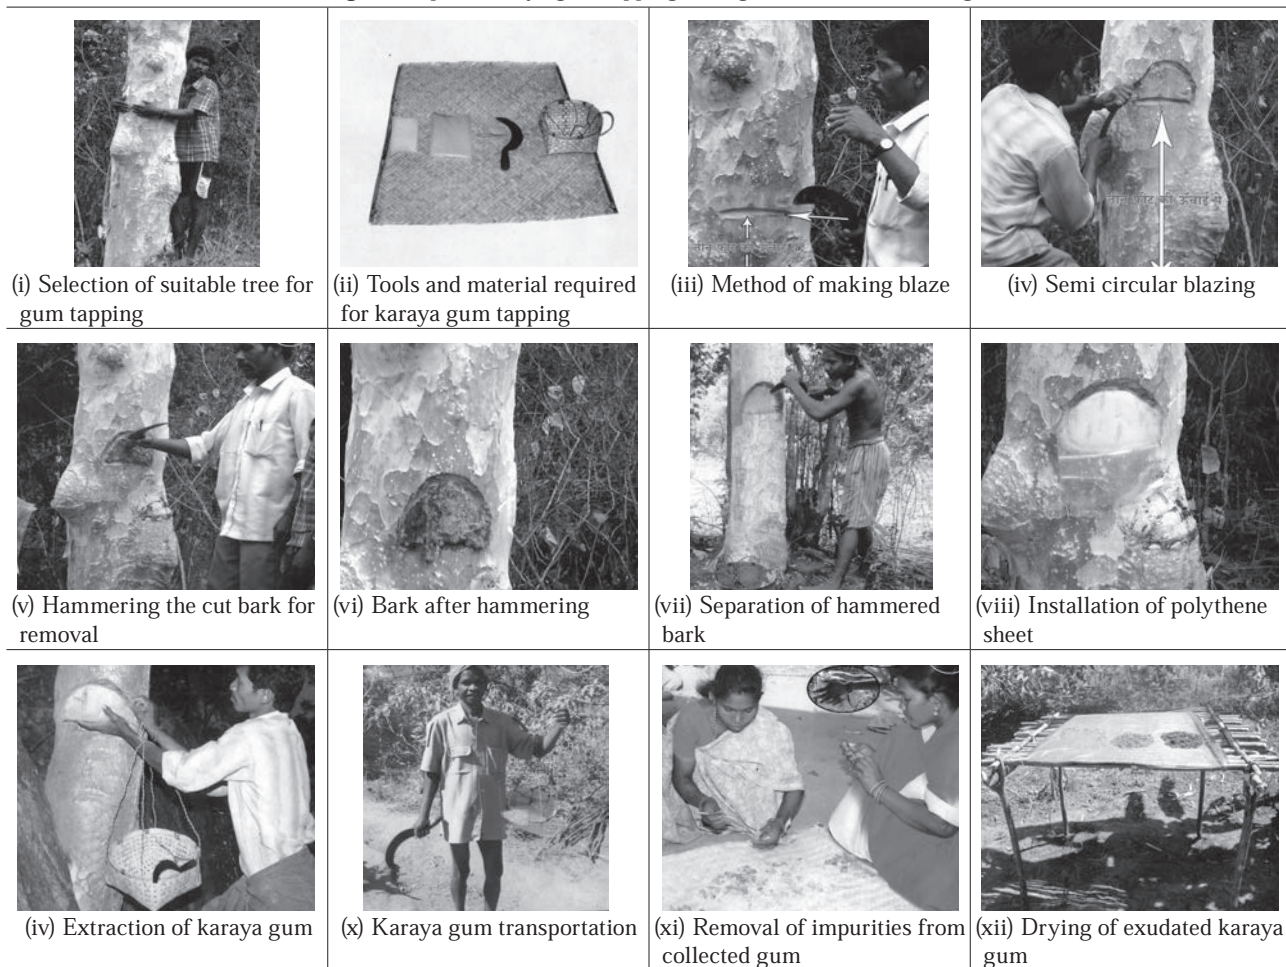 (i) Selection of suitable tree for
gum tapping
(ii) Tools and material required
for karaya gum tapping
(iii) Method of making blaze
(iv) Semi circular blazing
(v) Hammering the cut bark for
removal
(vi) Bark after hammering
(vii) Separation of hammered
bark
(viii) Installation of polythene
sheet
(iv) Extraction of karaya gum
(x) Karaya gum transportation
(xi) Removal of impurities from
collected gum
(xii) Drying of exudated karaya
gum